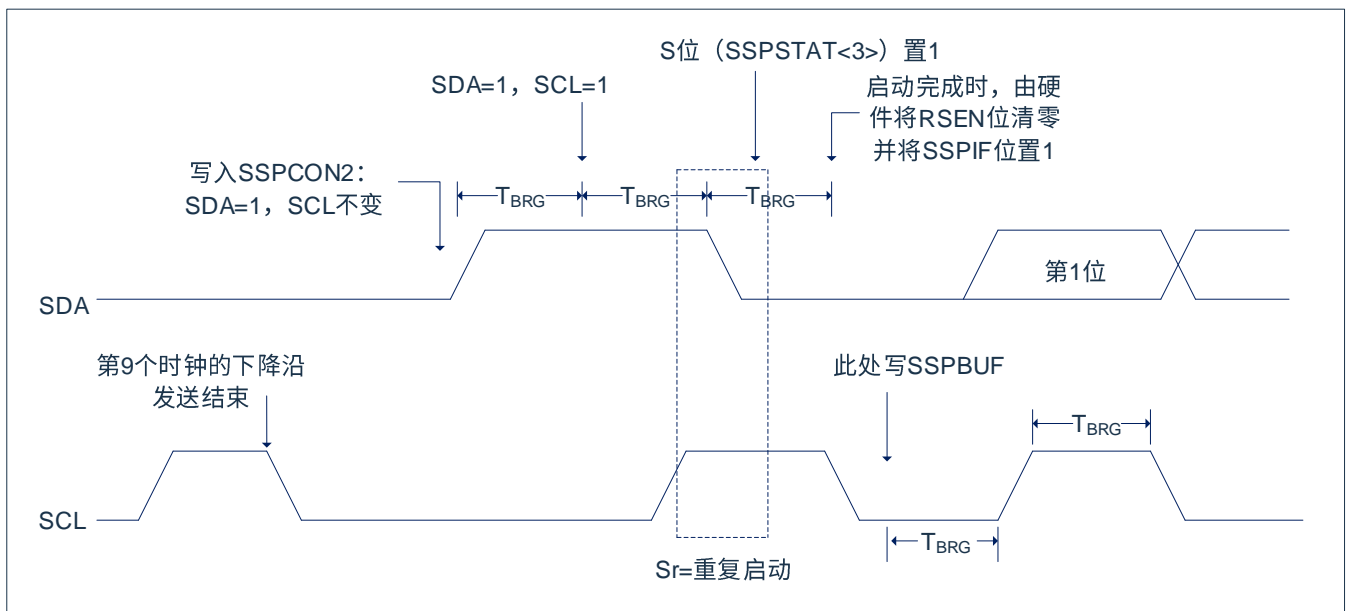 S位（SSPSTAT<3>）置1
SDA=1，SCL=1
启动完成时，由硬
件将RSEN位清零
并将SSPIF位置1
写入SSPCON2：
SDA=1，SCL不变
TBRG
TBRG
TBRG
第1位
SDA
第9个时钟的下降沿
发送结束
此处写SSPBUF
TBRG
SCL
TBRG
Sr=重复启动